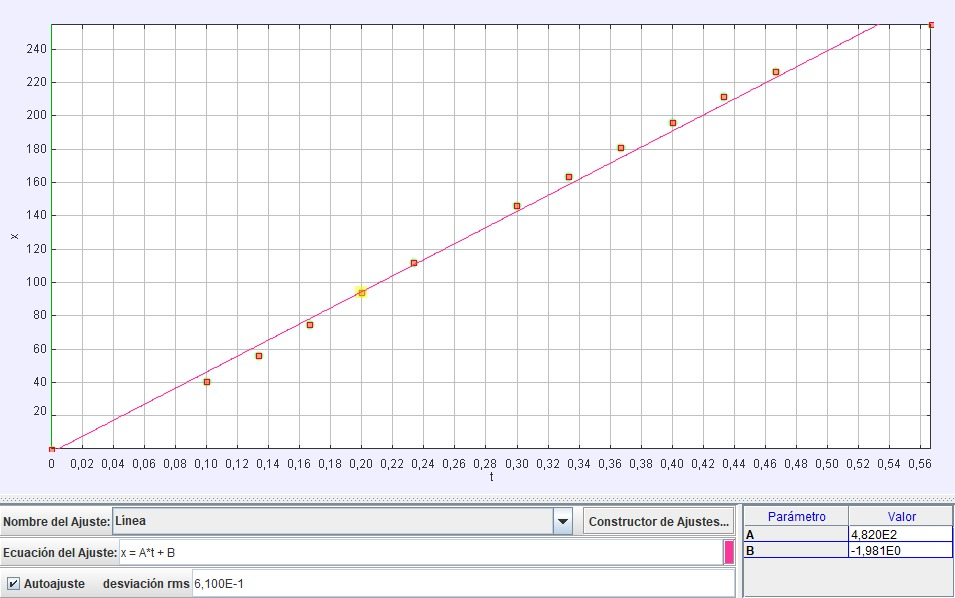 240
220
200
180
160
140
120
100
80
60
40
20
x
0 0,02 0,04 0,06 0,08 0,10 0,12 0,14 0,16 0,18 0,20 0,22 0,24 0,26 0,28 0,30 0,32 0,34 0,36 0,38 0,40 0,42 0,44 0,46 0,48 0,50 0,52 0,54 0,56
t
Nombre del Ajuste: Línea Constructor de Ajustes...
Ecuación del Ajuste: x = A*t + B
Autoajuste desviación rms 6,100E-1
Parámetro Valor
A 4,820E2
B -1,981E0